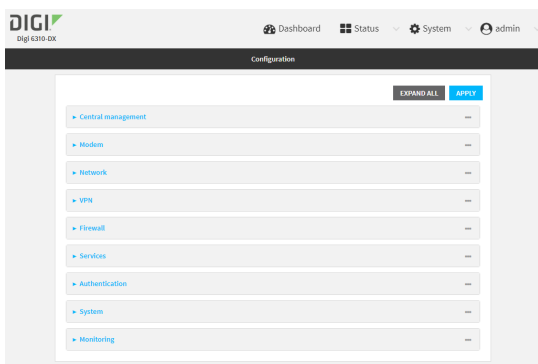 DIGI
Digi 6310-DX
Dashboard Status System admin
Configuration
EXPAND ALL APPLY
Central management
Modem
Network
VPN
Firewall
Services
Authentication
System
Monitoring